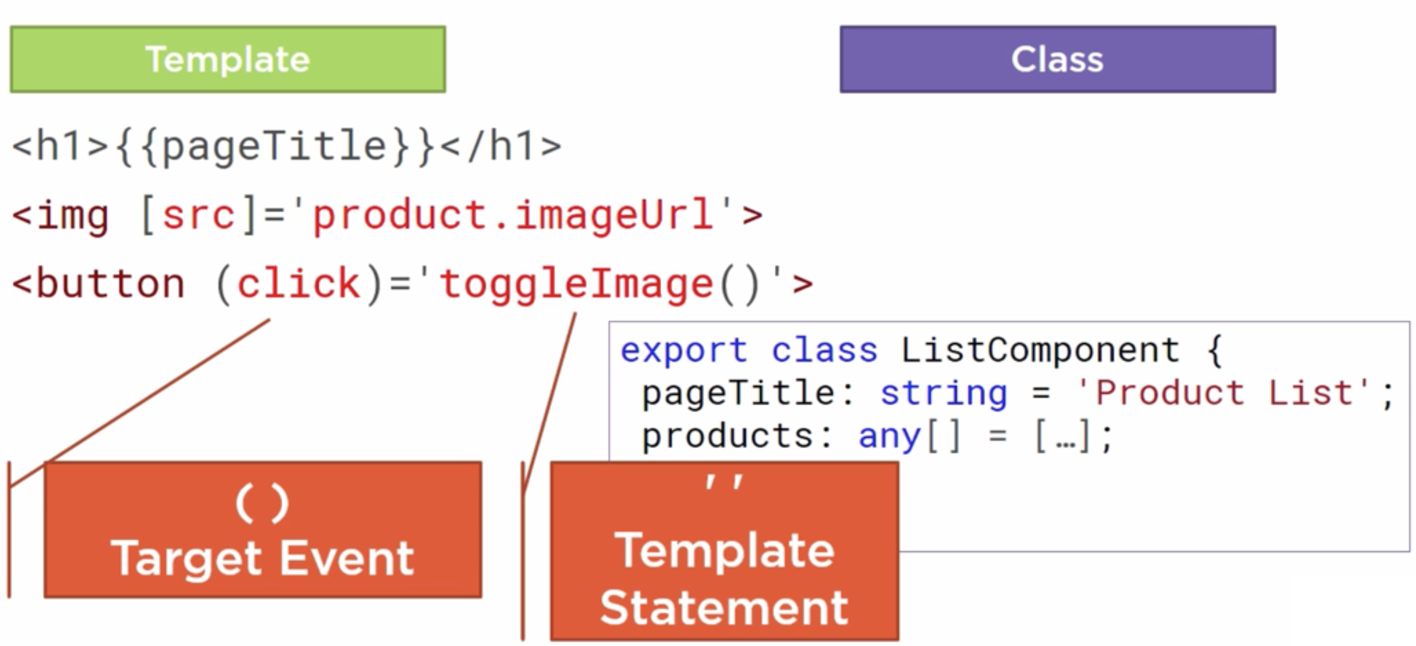 Template
Class
<h1>{{pageTitle}}</h1>
<img [src]='product.imageUrl'>
<button (click)='toggleImage()'>
export class ListComponent {
pageTitle: string = 'Product List';
products: any[] = […];
()
Target Event
' '
Template
Statement